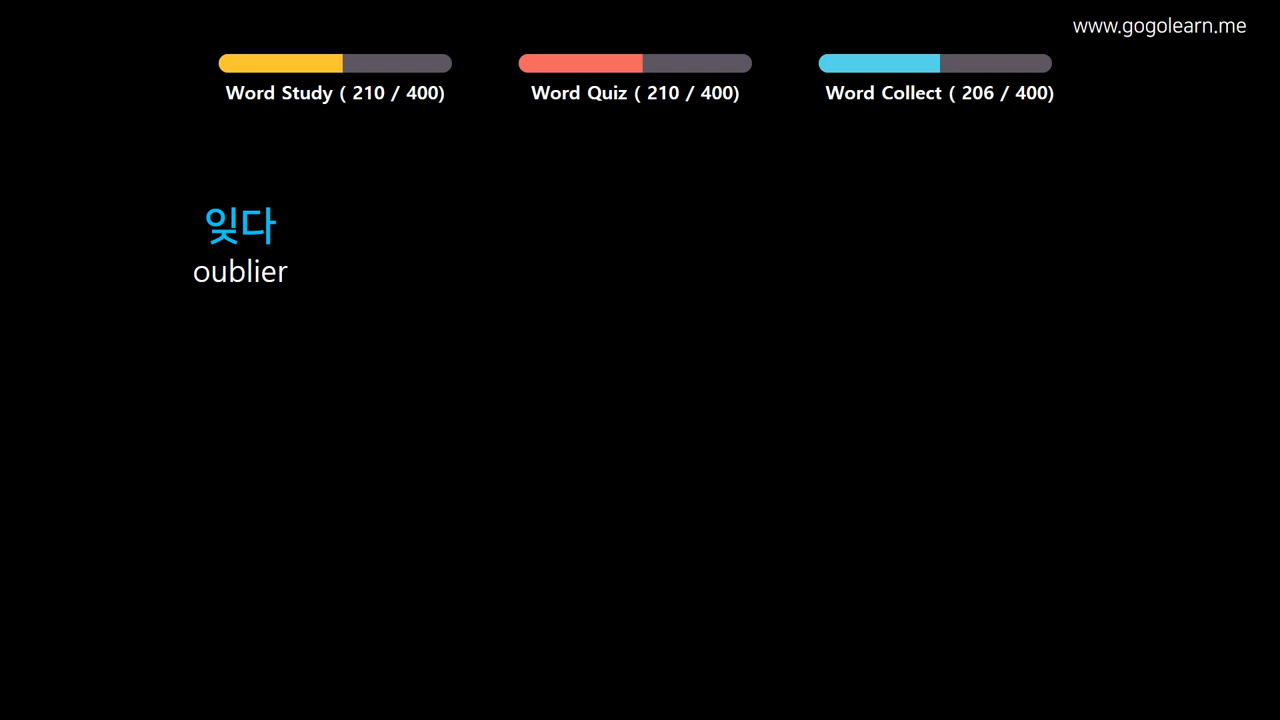 www.gogolearn.me
Word Study ( 210 / 400)
Word Quiz ( 210 / 400)
Word Collect ( 206 / 400)
잊다
oublier